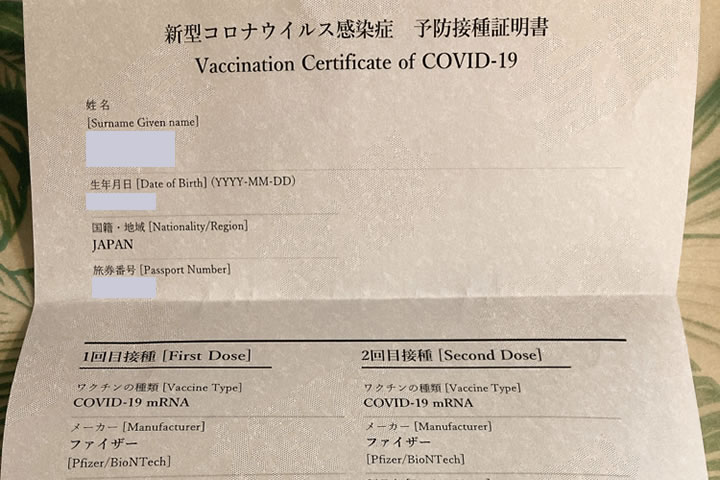 新型コロナウイルス感染症　予防接種証明書
Vaccination Certificate of COVID-19
姓名
[Surname Given name]
生年月日 [Date of Birth] (YYYY-MM-DD)
国籍・地域 [Nationality/Region]
JAPAN
旅券番号 [Passport Number]
1回目接種 [First Dose]
ワクチンの種類 [Vaccine Type]
COVID-19 mRNA
メーカー [Manufacturer]
ファイザー
[Pfizer/BioNTech]
2回目接種 [Second Dose]
ワクチンの種類 [Vaccine Type]
COVID-19 mRNA
メーカー [Manufacturer]
ファイザー
[Pfizer/BioNTech]